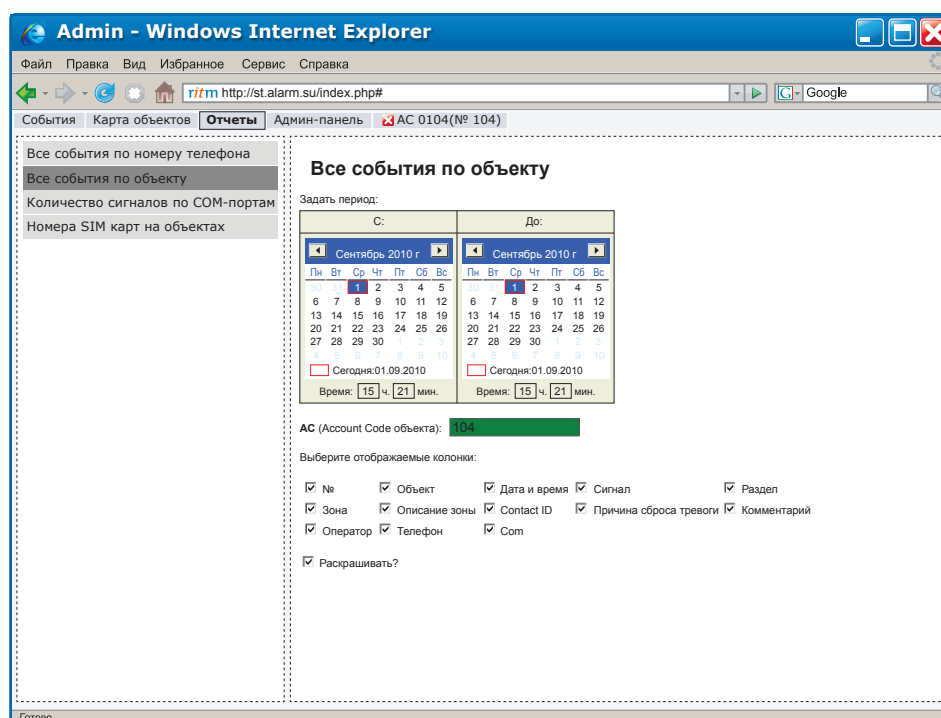 Admin - Windows Internet Explorer
Файл Правка Вид Избранное Сервис Справка
ritm http://st.alarm.su/index.php# G Google
События Карта объектов Отчеты Админ-панель AC 0104(№ 104)
Все события по номеру телефона
Все события по объекту
Количество сигналов по COM-портам
Номера SIM карт на объектах
Все события по объекту
Задать период:
С: До:
Сентябрь 2010 г Сентябрь 2010 г
Пн Вт Ср Чт Пт Сб Вс Пн Вт Ср Чт Пт Сб Вс
30 31 1 2 3 4 5 30 31 1 2 3 4 5
6 7 8 9 10 11 12 6 7 8 9 10 11 12
13 14 15 16 17 18 19 13 14 15 16 17 18 19
20 21 22 23 24 25 26 20 21 22 23 24 25 26
27 28 29 30 1 2 3 27 28 29 30 1 2 3
4 5 9 7 8 9 10 4 5 9 7 8 9 10
Сегодня:01.09.2010 Сегодня:01.09.2010
Время: 15 ч. 21 мин. Время: 15 ч. 21 мин.
AC (Account Code объекта): 104
Выберите отображаемые колонки:
№ Объект Дата и время Сигнал Раздел
Зона Описание зоны Contact ID Причина сброса тревоги Комментарий
Оператор Телефон Com
Раскрашивать?
Готово